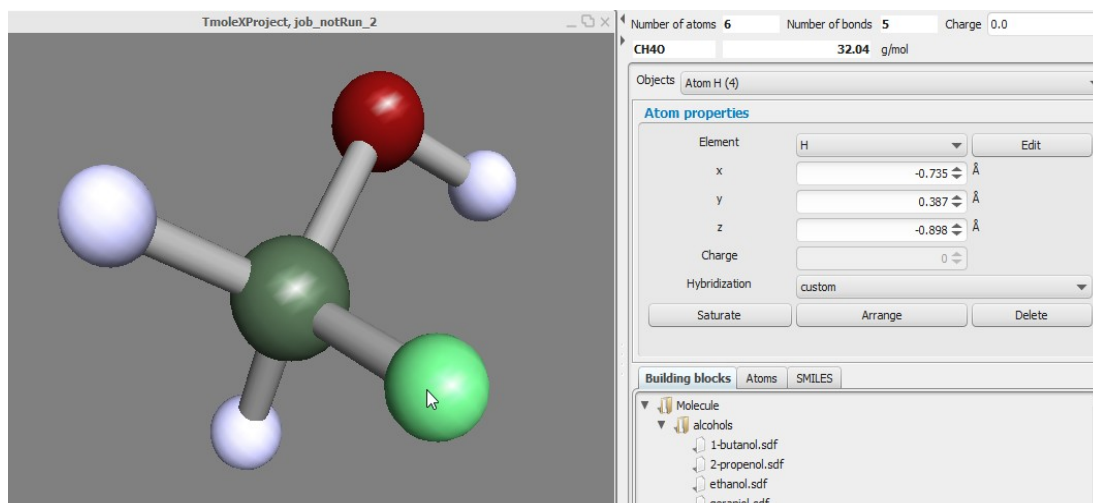 TmoleXProject, job_notRun_2
Number of atoms 6 Number of bonds 5 Charge 0.0
CH4O 32.04 g/mol
Objects Atom H (4)
Atom properties
Element H Edit
x -0.735 Å
y 0.387 Å
z -0.898 Å
Charge 0
Hybridization custom
Saturate Arrange Delete
Building blocks Atoms SMILES
Molecule
alcohols
1-butanol.sdf
2-propenol.sdf
ethanol.sdf